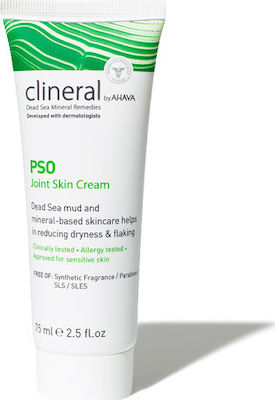 clineral by AHAVA
Dead Sea Mineral Remedies
Developed with dermatologists
PSO
Joint Skin Cream
Dead Sea mud and
mineral-based skincare helps
in reducing dryness & flaking
Clinically tested • Allergy tested •
Approved for sensitive skin
FREE OF: Synthetic Fragrance / Parabens
SLS / SLES
75 ml ℮ 2.5 fl.oz